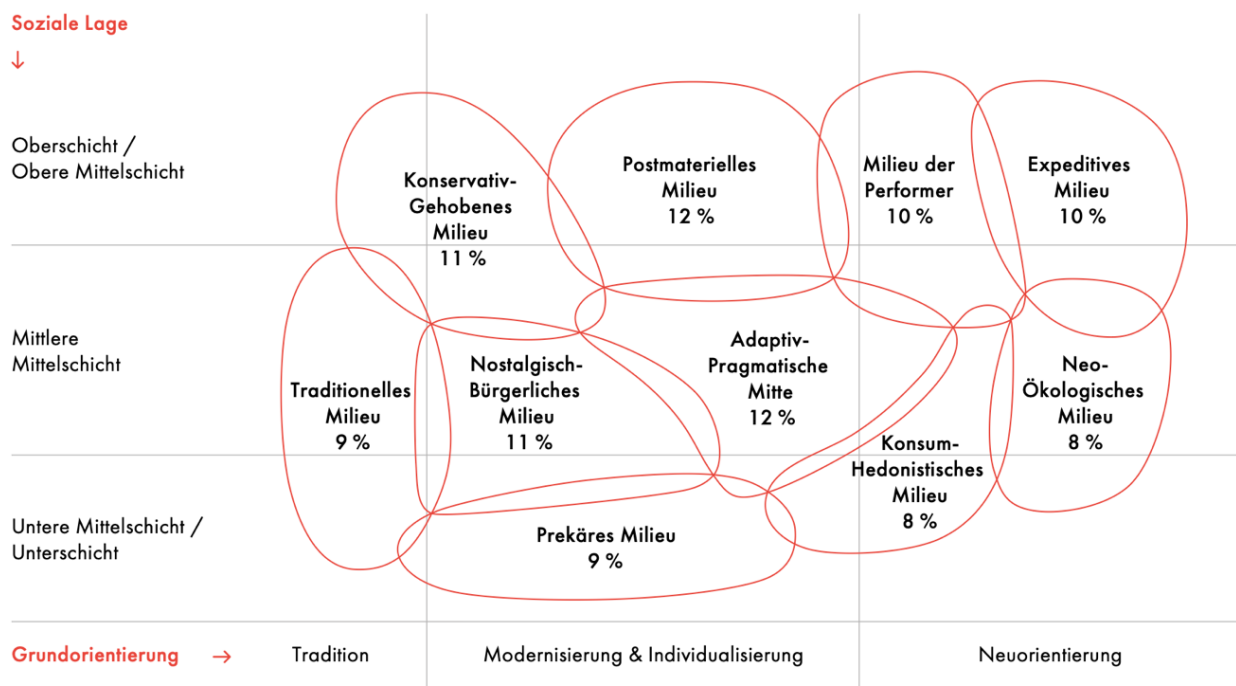 Soziale Lage
↓
Oberschicht /
Obere Mittelschicht
Konservativ-
Gehobenes
Milieu
11 %
Postmaterielles
Milieu
12 %
Milieu der
Performer
10 %
Expeditives
Milieu
10 %
Mittlere
Mittelschicht
Traditionelles
Milieu
9 %
Nostalgisch-
Bürgerliches
Milieu
11 %
Adaptiv-
Pragmatische
Mitte
12 %
Neo-
Ökologisches
Milieu
8 %
Konsum-
Hedonistisches
Milieu
8 %
Untere Mittelschicht /
Unterschicht
Prekäres Milieu
9 %
Grundorientierung →
Tradition
Modernisierung & Individualisierung
Neuorientierung